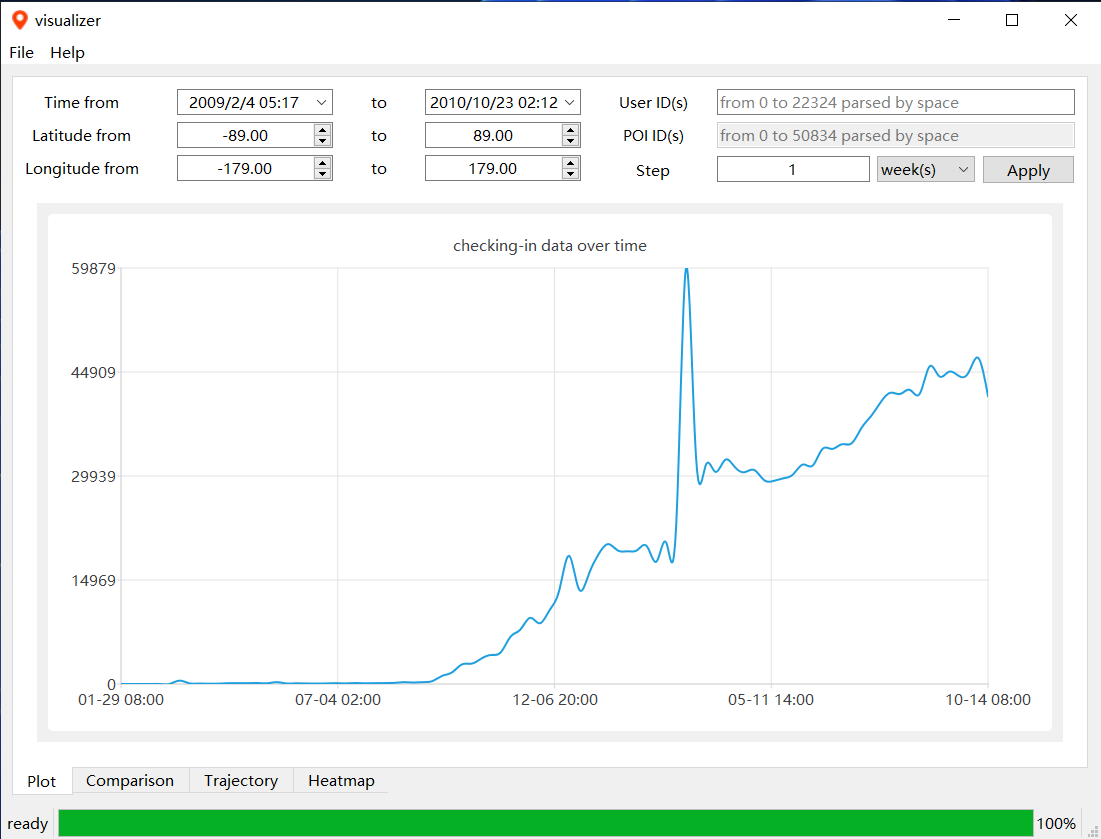 visualizer
File Help
Time from 2009/2/4 05:17 to 2010/10/23 02:12 User ID(s) from 0 to 22324 parsed by space
Latitude from -89.00 to 89.00 POI ID(s) from 0 to 50834 parsed by space
Longitude from -179.00 to 179.00 Step 1 week(s) Apply
checking-in data over time
59879
44909
29939
14969
0
01-29 08:00 07-04 02:00 12-06 20:00 05-11 14:00 10-14 08:00
Plot Comparison Trajectory Heatmap
ready 100%